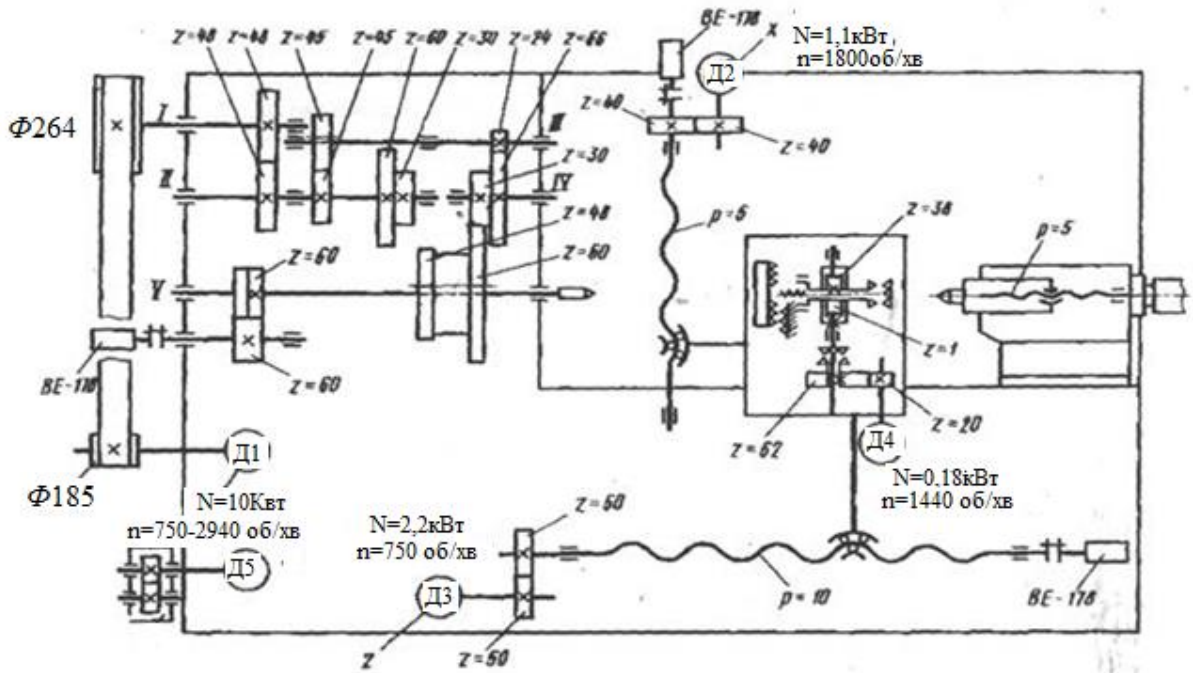 z=48 z=48 z=45 z=45 z=60 z=30 z=24 z=66
ВЕ-178
x
Д2
N=1,1кВт
n=1800об/хв
Ф264
I
III
z=40
z=40
z=30
II
IV
z=48
p=5
z=38
p=5
z=60
z=60
V
z=1
ВЕ-178
z=60
z=62
z=20
Д1
Д4
Ф185
N=10Квт
n=750-2940 об/хв
N=0,18кВт
n=1440 об/хв
N=2,2кВт
n=750 об/хв
z=50
Д5
Д3
p=10
ВЕ-178
z
z=50